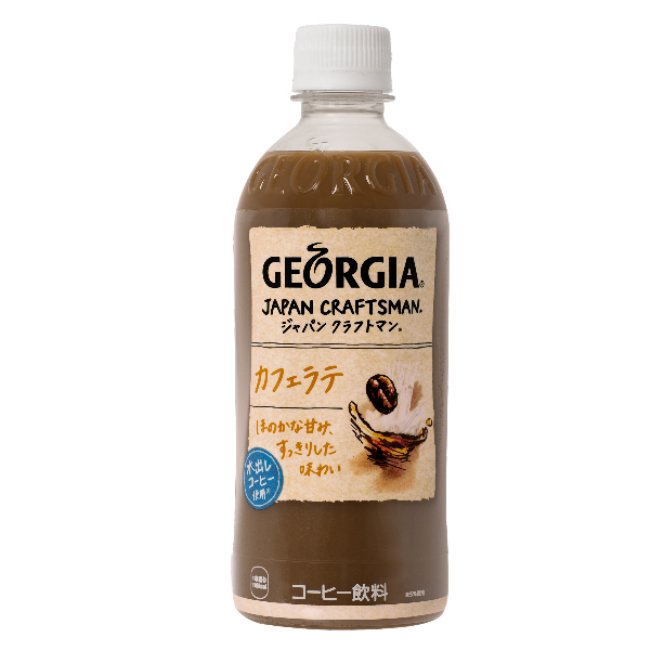 GEORGIA
GEORGIA®
JAPAN CRAFTSMAN®
ジャパン クラフトマン®
カフェラテ
ほのかな甘み、
すっきりした
味わい
水出し
コーヒー
使用※
コーヒー飲料